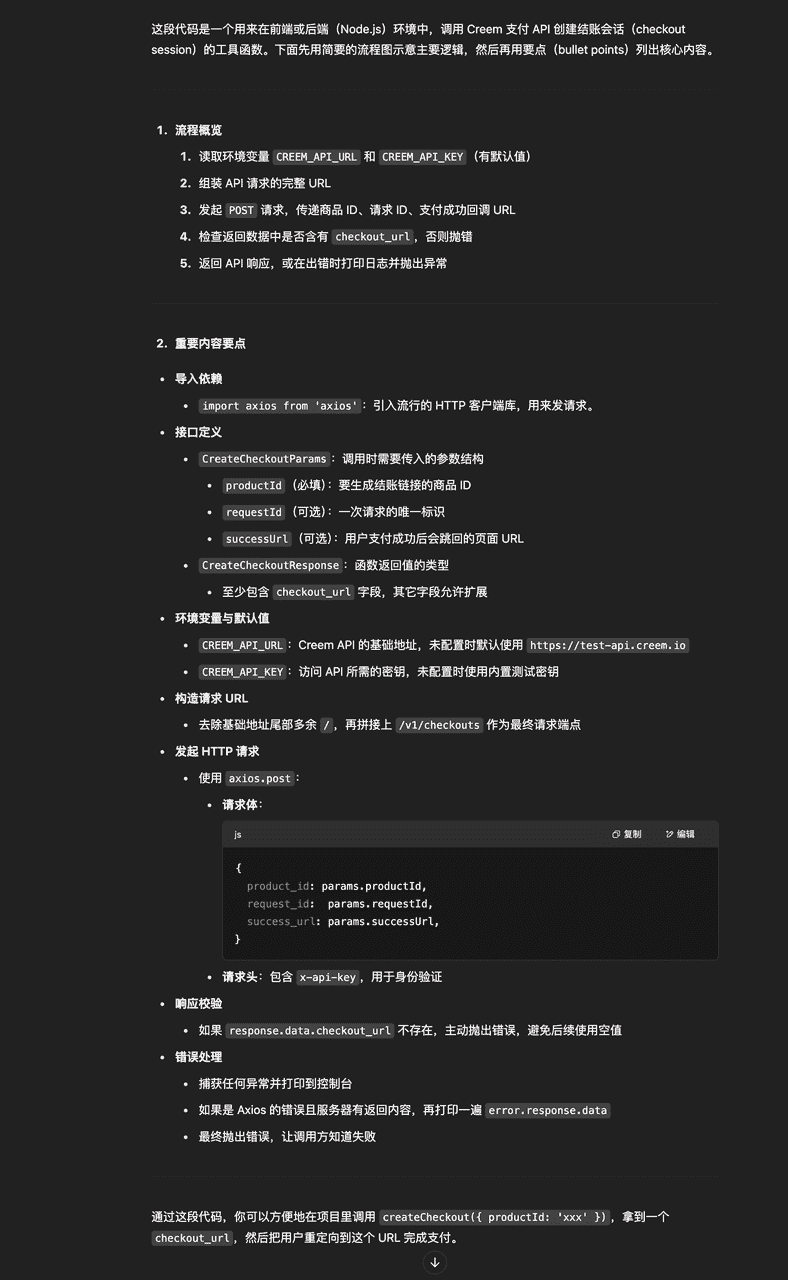 这段代码是一个用来在前端或后端（Node.js）环境中，调用 Creem 支付 API 创建结账会话（checkout
session）的工具函数。下面先用简要的流程图示意主要逻辑，然后再用要点（bullet points）列出核心内容。
1. 流程概览
1. 读取环境变量 CREEM_API_URL 和 CREEM_API_KEY（有默认值）
2. 组装 API 请求的完整 URL
3. 发起 POST 请求，传递商品 ID、请求 ID、支付成功回调 URL
4. 检查返回数据中是否含有 checkout_url，否则抛错
5. 返回 API 响应，或在出错时打印日志并抛出异常
2. 重要内容要点
• 导入依赖
• import axios from 'axios'：引入流行的 HTTP 客户端库，用来发请求。
• 接口定义
• CreateCheckoutParams：调用时需要传入的参数结构
• productId（必填）：要生成结账链接的商品 ID
• requestId（可选）：一次请求的唯一标识
• successUrl（可选）：用户支付成功后会跳回的页面 URL
• CreateCheckoutResponse：函数返回值的类型
• 至少包含 checkout_url 字段，其它字段允许扩展
• 环境变量与默认值
• CREEM_API_URL：Creem API 的基础地址，未配置时默认使用 https://test-api.creem.io
• CREEM_API_KEY：访问 API 所需的密钥，未配置时使用内置测试密钥
• 构造请求 URL
• 去除基础地址尾部多余 /，再拼接上 /v1/checkouts 作为最终请求端点
• 发起 HTTP 请求
• 使用 axios.post：
• 请求体：
js 复制 编辑
{
product_id: params.productId,
request_id:  params.requestId,
success_url: params.successUrl,
}
• 请求头：包含 x-api-key，用于身份验证
• 响应校验
• 如果 response.data.checkout_url 不存在，主动抛出错误，避免后续使用空值
• 错误处理
• 捕获任何异常并打印到控制台
• 如果是 Axios 的错误且服务器有返回内容，再打印一遍 error.response.data
• 最终抛出错误，让调用方知道失败
通过这段代码，你可以方便地在项目里调用 createCheckout({ productId: 'xxx' })，拿到一个
checkout_url，然后把用户重定向到这个 URL 完成支付。